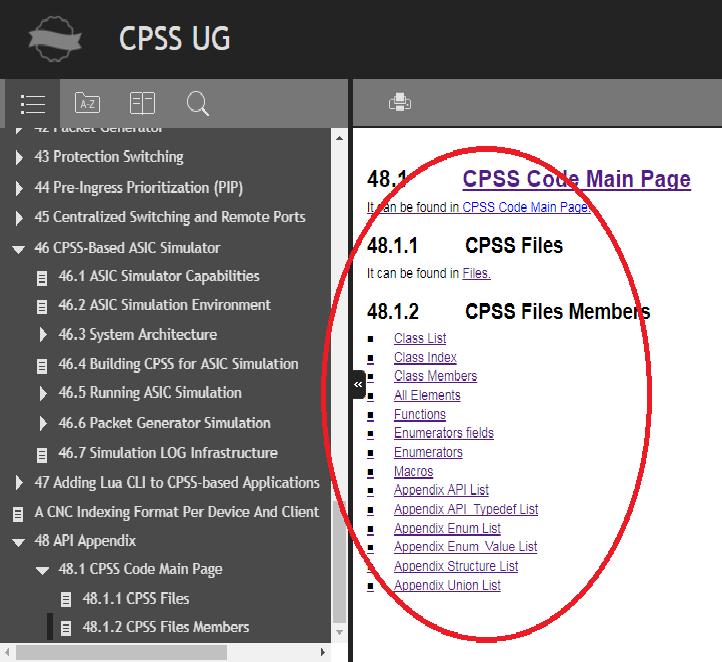 CPSS UG
A-Z
42 Packet Generator
43 Protection Switching
44 Pre-Ingress Prioritization (PIP)
45 Centralized Switching and Remote Ports
46 CPSS-Based ASIC Simulator
46.1 ASIC Simulator Capabilities
46.2 ASIC Simulation Environment
46.3 System Architecture
46.4 Building CPSS for ASIC Simulation
46.5 Running ASIC Simulation
46.6 Packet Generator Simulation
46.7 Simulation LOG Infrastructure
47 Adding Lua CLI to CPSS-based Applications
A CNC Indexing Format Per Device And Client
48 API Appendix
48.1 CPSS Code Main Page
48.1.1 CPSS Files
48.1.2 CPSS Files Members
48.1 CPSS Code Main Page
It can be found in CPSS Code Main Page.
48.1.1 CPSS Files
It can be found in Files.
48.1.2 CPSS Files Members
Class List
Class Index
Class Members
All Elements
Functions
Enumerators fields
Enumerators
Macros
Appendix API List
Appendix API_Typedef List
Appendix Enum List
Appendix Enum_Value List
Appendix Structure List
Appendix Union List